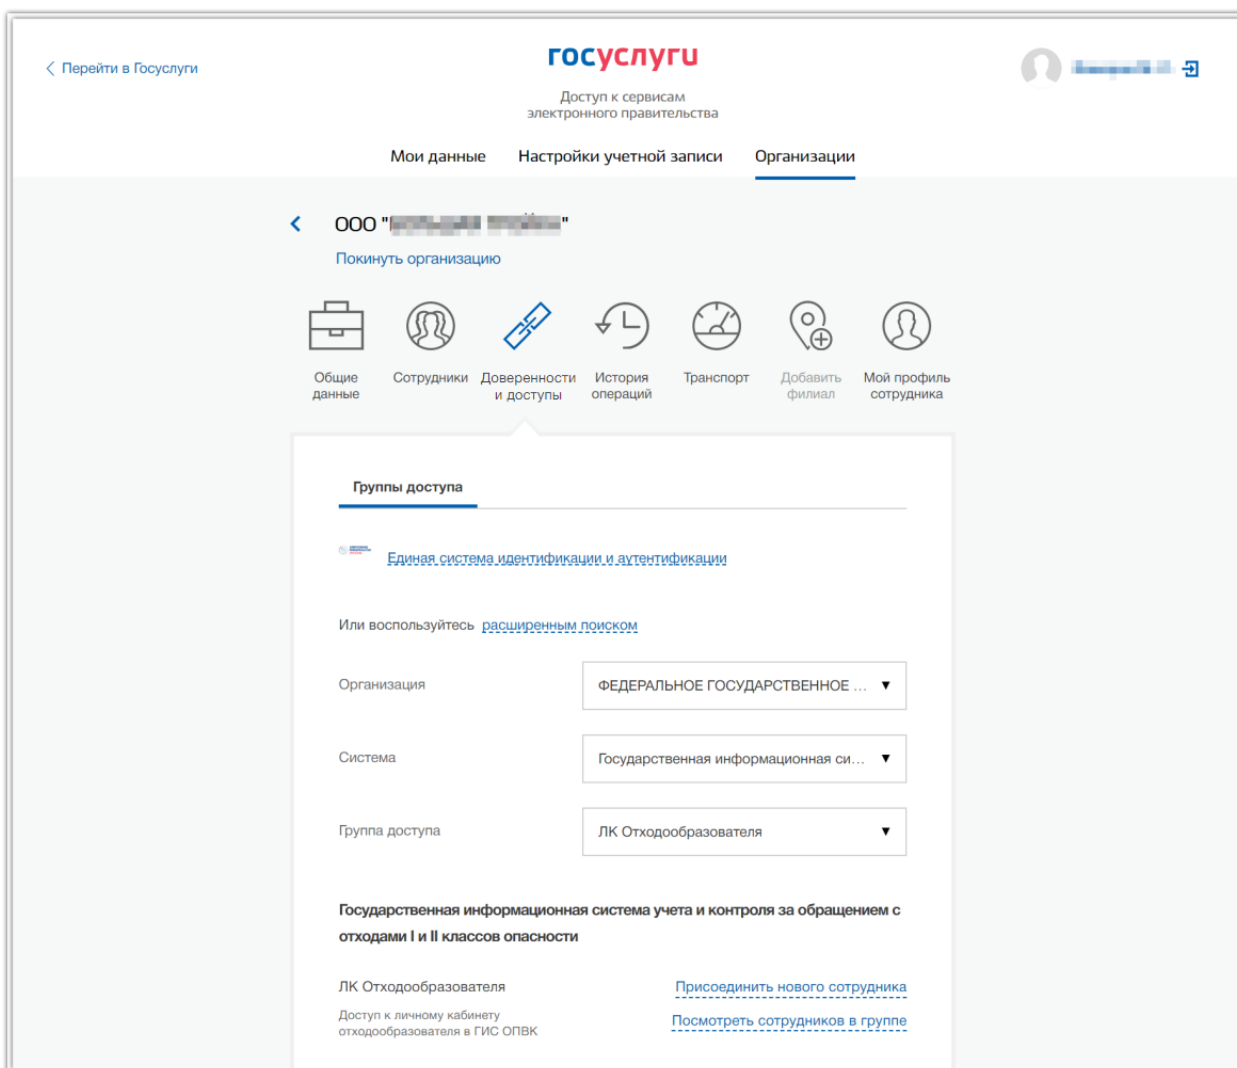 Перейти в Госуслуги
госуслуги
Доступ к сервисам
электронного правительства
Мои данные
Настройки учетной записи
Организации
ООО "
"
Покинуть организацию
Общие
данные
Сотрудники
Доверенности
и доступы
История
операций
Транспорт
Добавить
филиал
Мой профиль
сотрудника
Группы доступа
Единая система идентификации и аутентификации
Или воспользуйтесь расширенным поиском
Организация
ФЕДЕРАЛЬНОЕ ГОСУДАРСТВЕННОЕ ...
Система
Государственная информационная си...
Группа доступа
ЛК Отходообразователя
Государственная информационная система учета и контроля за обращением с
отходами I и II классов опасности
ЛК Отходообразователя
Присоединить нового сотрудника
Доступ к личному кабинету
отходообразователя в ГИС ОПВК
Посмотреть сотрудников в группе